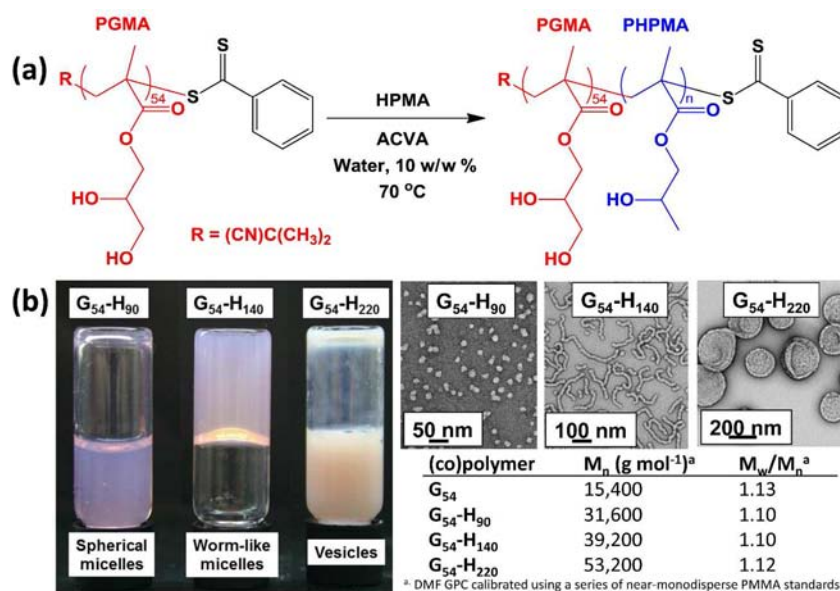 PGMA
PGMA PHPMA
(a)
R
54
S
S
O
O
HO
HO
R = (CN)C(CH₃)₂
HPMA
ACVA
Water, 10 w/w %
70 °C
R
54
n
S
S
O
O
O
O
HO
HO
HO
(b)
G₅₄-H₉₀ G₅₄-H₁₄₀ G₅₄-H₂₂₀
Spherical micelles
Worm-like micelles
Vesicles
G₅₄-H₉₀ G₅₄-H₁₄₀ G₅₄-H₂₂₀
50 nm 100 nm 200 nm
(co)polymer Mₙ (g mol⁻¹)ᵃ M_w/Mₙᵃ
G₅₄ 15,400 1.13
G₅₄-H₉₀ 31,600 1.10
G₅₄-H₁₄₀ 39,200 1.10
G₅₄-H₂₂₀ 53,200 1.12
a. DMF GPC calibrated using a series of near-monodisperse PMMA standards